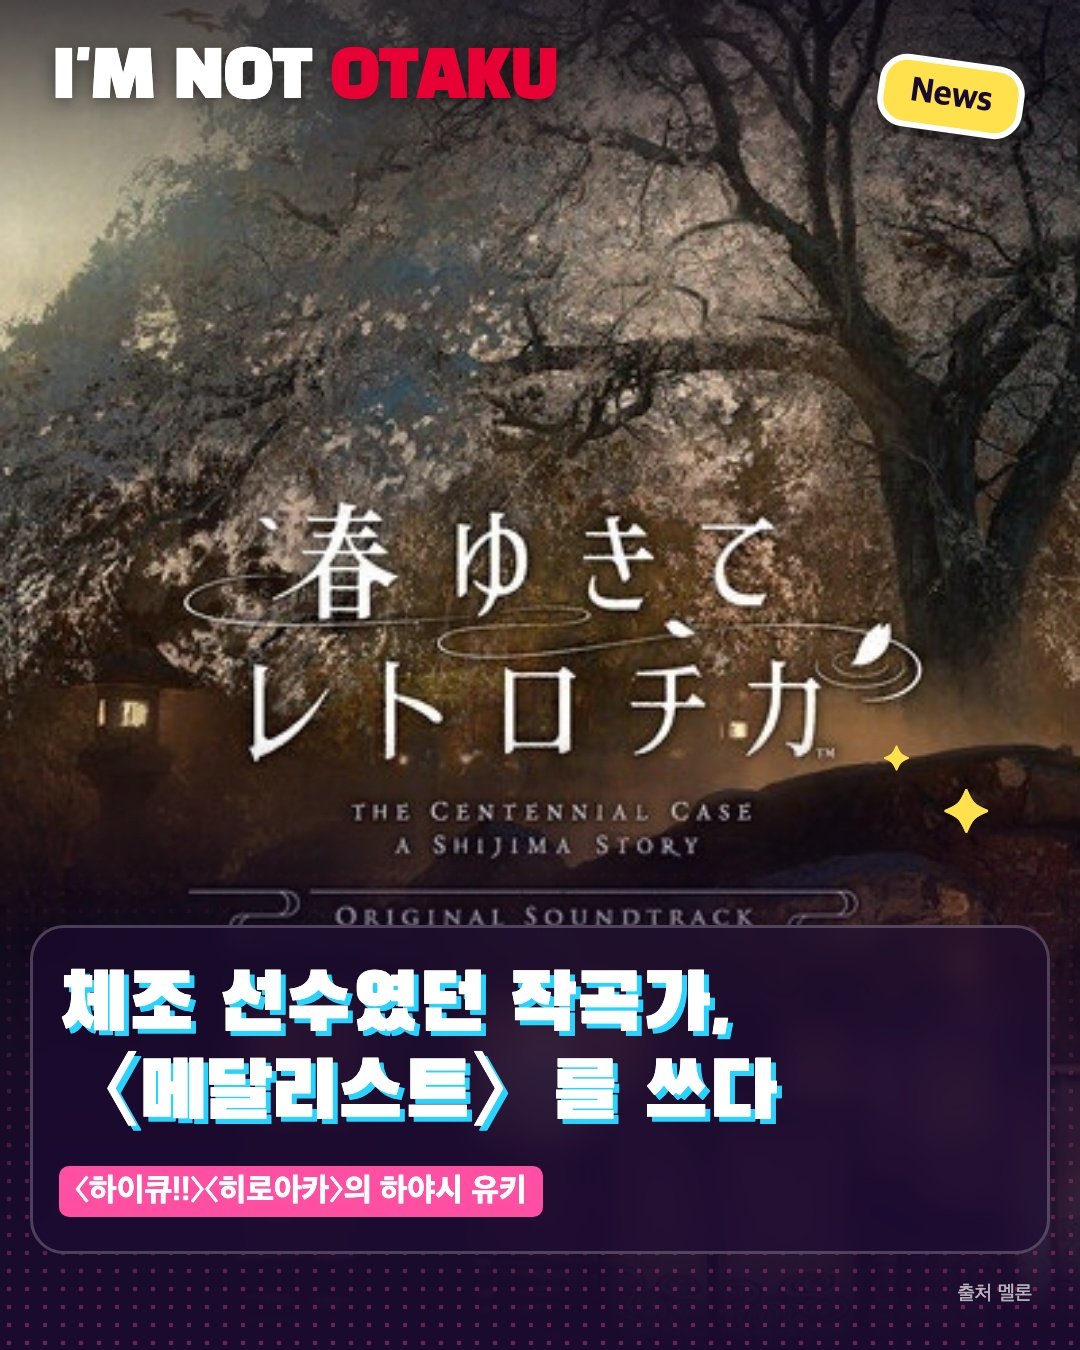 I'M NOT OTAKU
News
春ゆきて
レトロチカ™
THE CENTENNIAL CASE
A SHIJIMA STORY
ORIGINAL SOUNDTRACK
체조 선수였던 작곡가,
〈메달리스트〉 를 쓰다
〈하이큐!!〉〈히로아카〉의 하야시 유키
출처 멜론